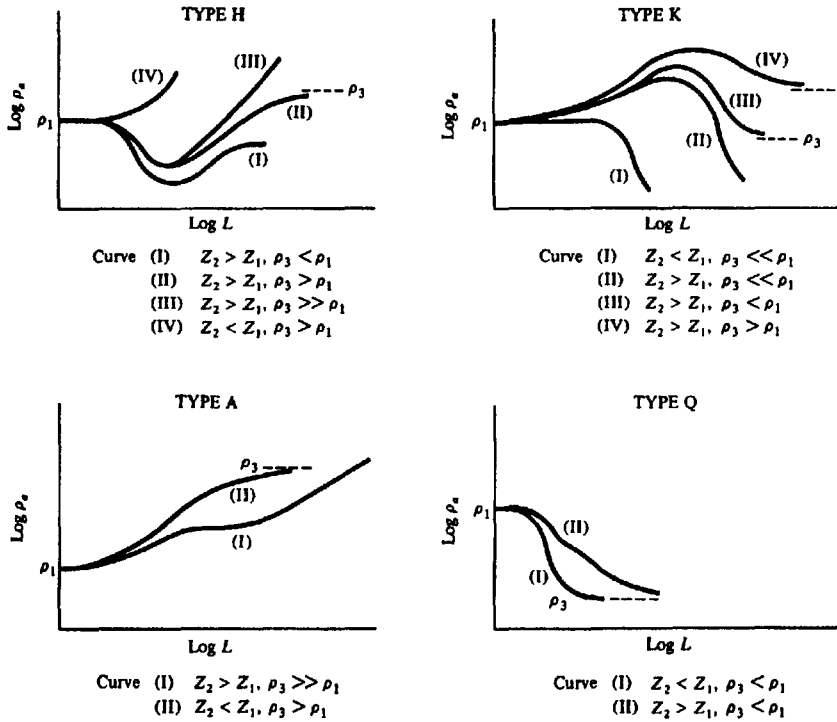 TYPE H
Log ρa
ρ1
(IV)
(III)
ρ3
(II)
(I)
Log L
Curve (I) Z2 > Z1, ρ3 < ρ1
(II) Z2 > Z1, ρ3 > ρ1
(III) Z2 > Z1, ρ3 >> ρ1
(IV) Z2 < Z1, ρ3 > ρ1
TYPE K
Log ρa
ρ1
(IV)
(III)
ρ3
(II)
(I)
Log L
Curve (I) Z2 < Z1, ρ3 << ρ1
(II) Z2 > Z1, ρ3 << ρ1
(III) Z2 > Z1, ρ3 < ρ1
(IV) Z2 > Z1, ρ3 > ρ1
TYPE A
Log ρa
ρ3
(II)
(I)
ρ1
Log L
Curve (I) Z2 > Z1, ρ3 >> ρ1
(II) Z2 < Z1, ρ3 > ρ1
TYPE Q
Log ρa
ρ1
(II)
(I)
ρ3
Log L
Curve (I) Z2 < Z1, ρ3 < ρ1
(II) Z2 > Z1, ρ3 < ρ1